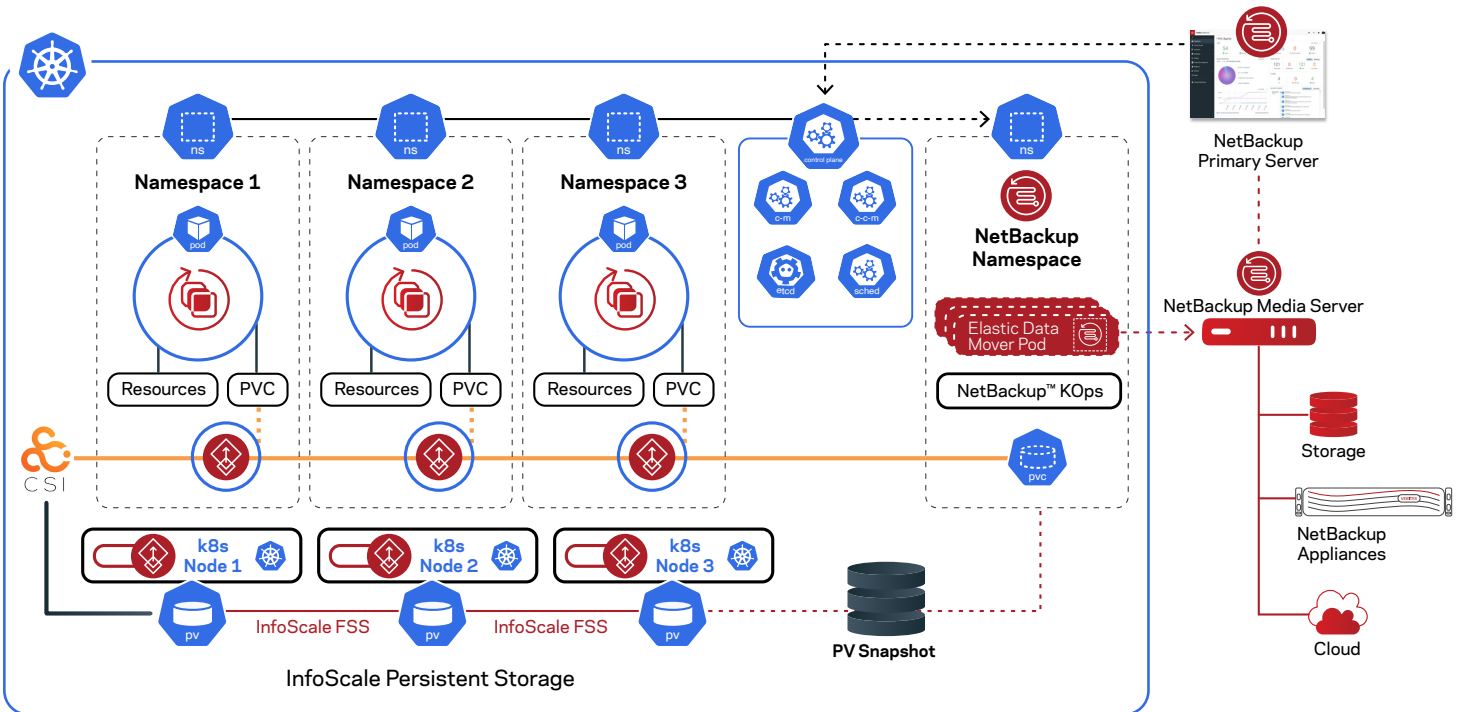 NetBackup
Primary Server
ns
ns
ns
control plane
ns
Namespace 1
Namespace 2
Namespace 3
c-m
c-c-m
etcd
sched
NetBackup
Namespace
pod
pod
pod
NetBackup Media Server
Elastic Data
Mover Pod
Resources
PVC
Resources
PVC
Resources
PVC
NetBackup™ KOps
CSI
pvc
Storage
k8s
Node 1
k8s
Node 2
k8s
Node 3
VERITAS
NetBackup
Appliances
pv
InfoScale FSS
pv
InfoScale FSS
pv
PV Snapshot
Cloud
InfoScale Persistent Storage